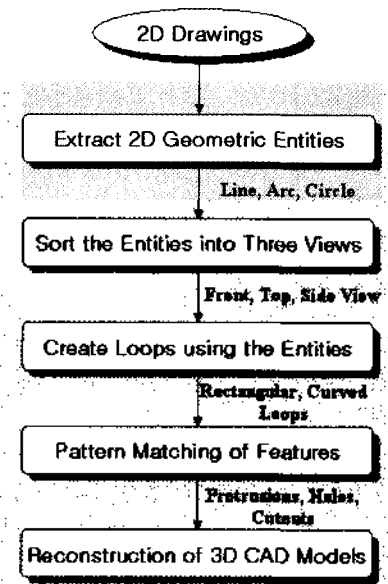 2D Drawings
Extract 2D Geometric Entities
Line, Arc, Circle
Sort the Entities into Three Views
Front, Top, Side View
Create Loops using the Entities
Rectangular, Curved
Loops
Pattern Matching of Features
Protrusions, Holes,
Cutouts
Reconstruction of 3D CAD Models